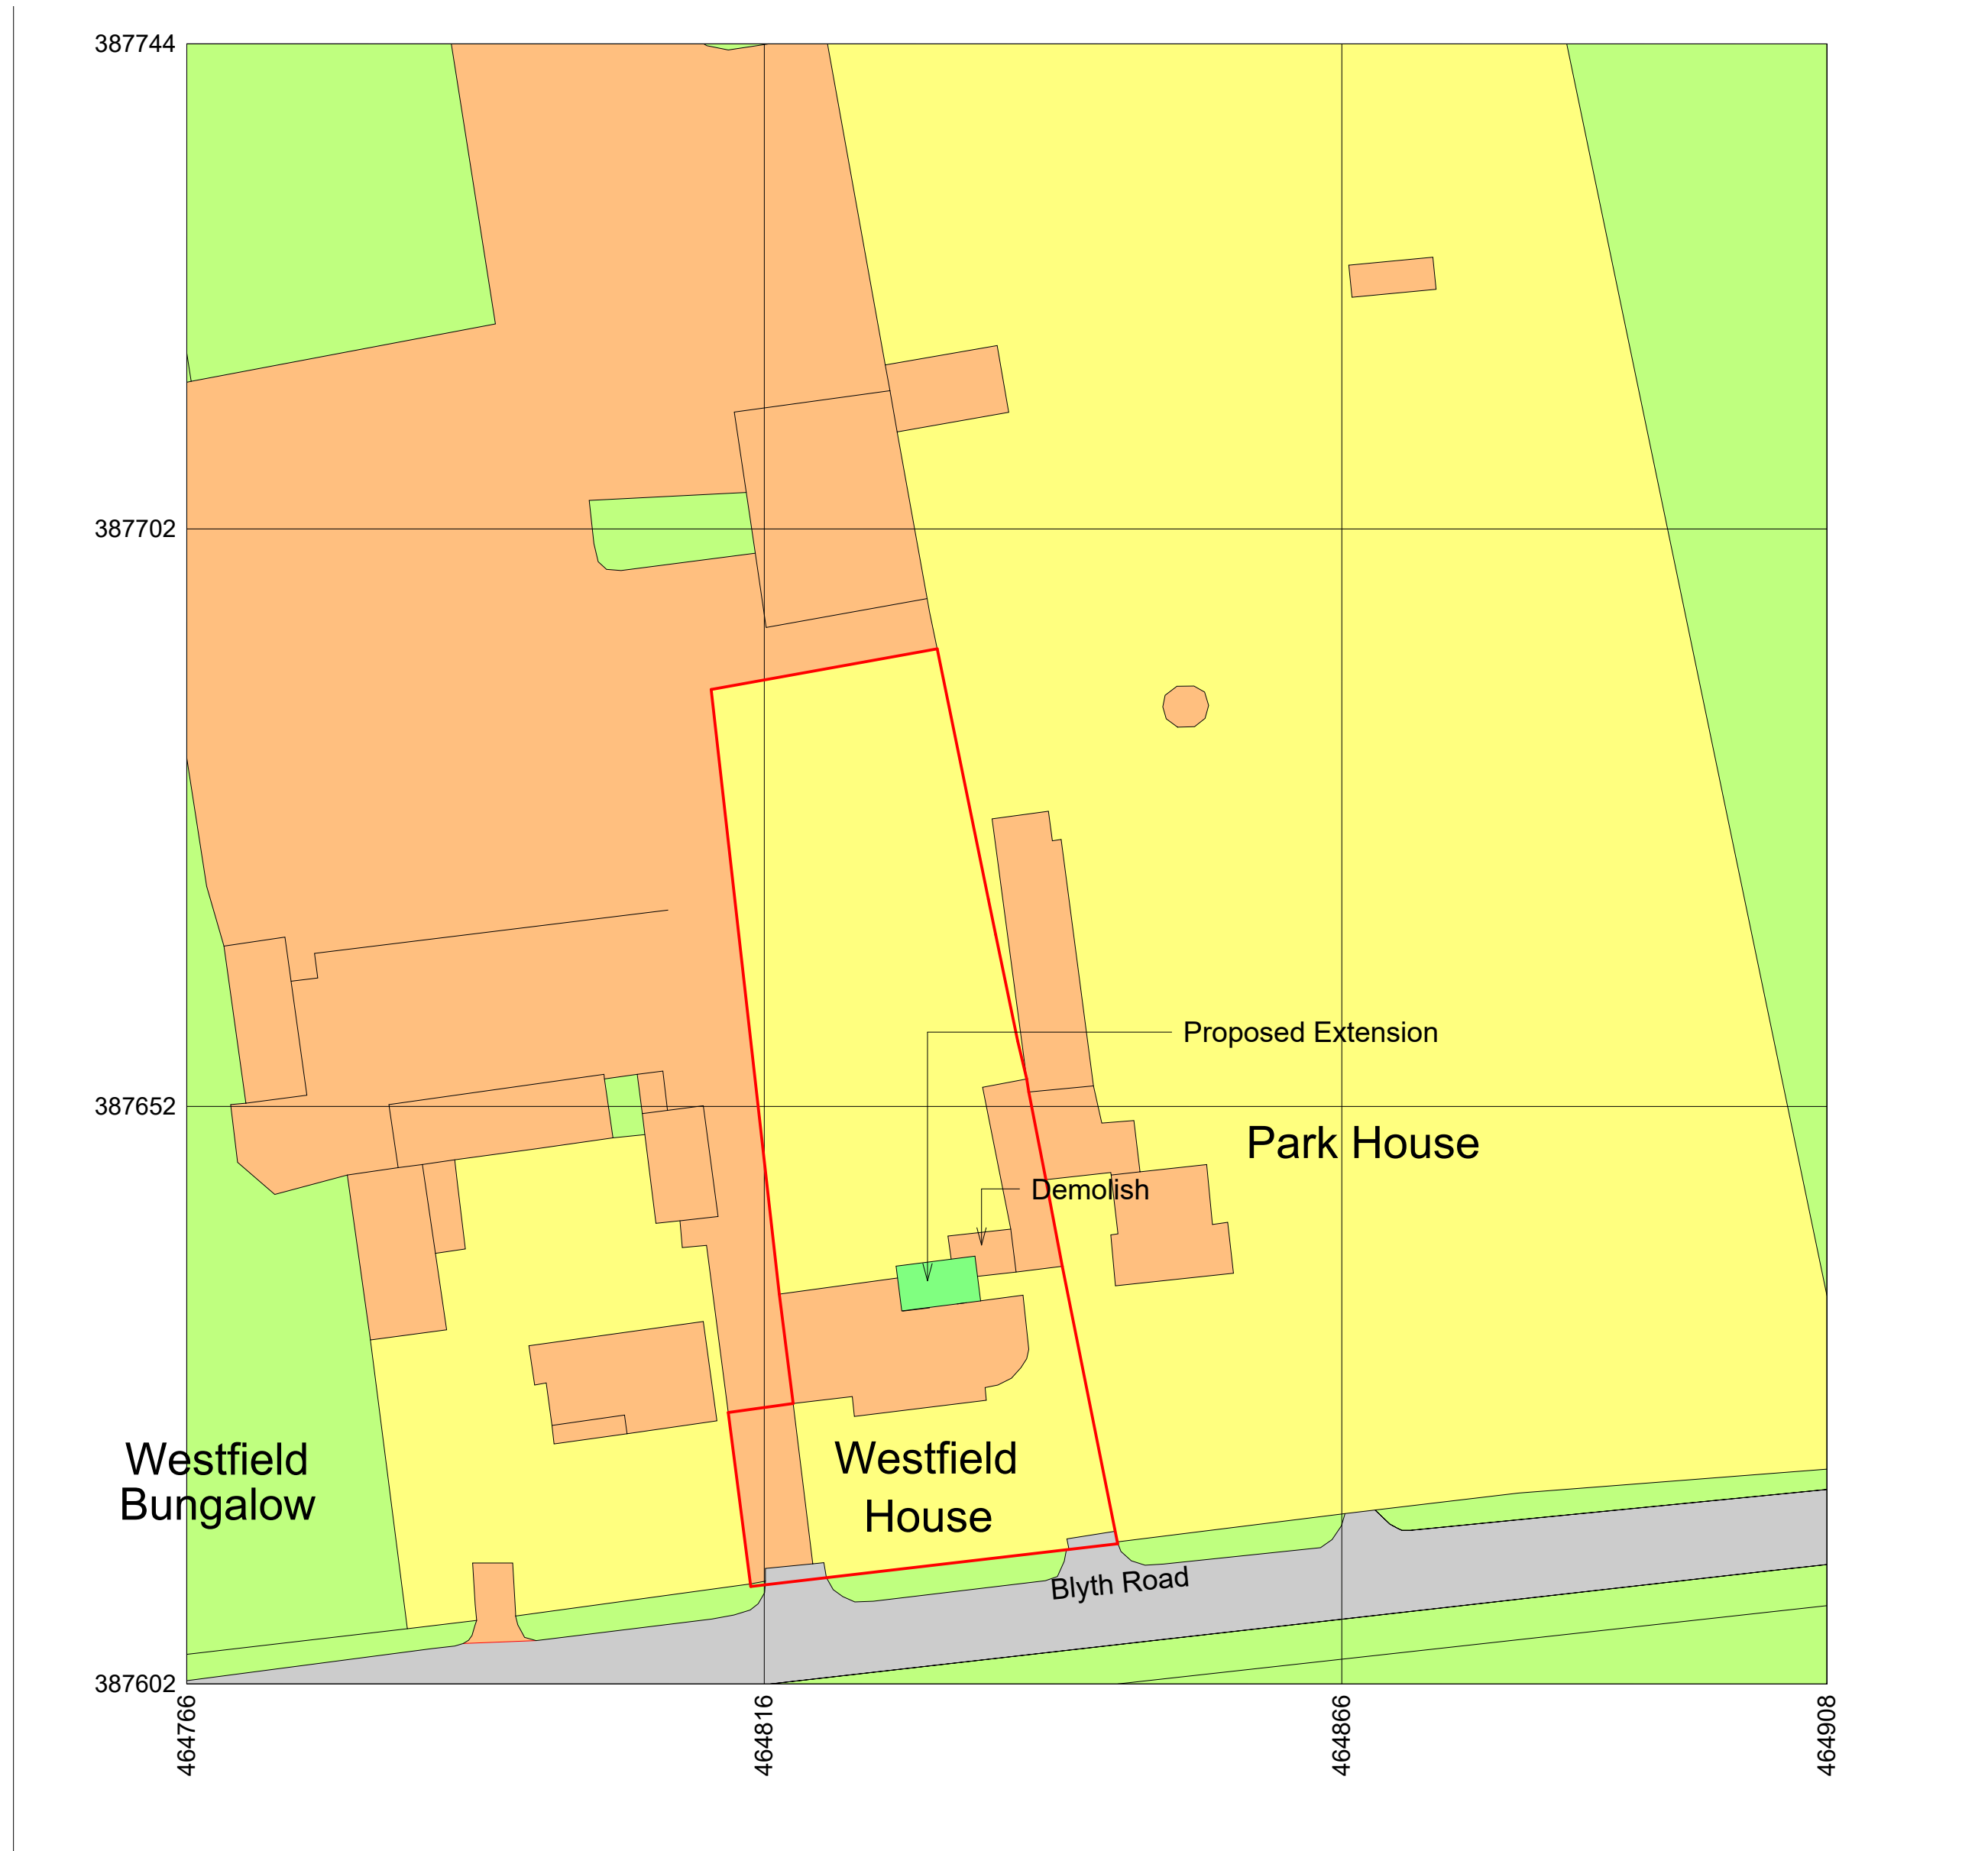 387744
387702
Proposed Extension
387652
Park House
Demolish
Westfield
House
Westfield
Bungalow
Blyth Road
387602
464766
464816
464866
464908